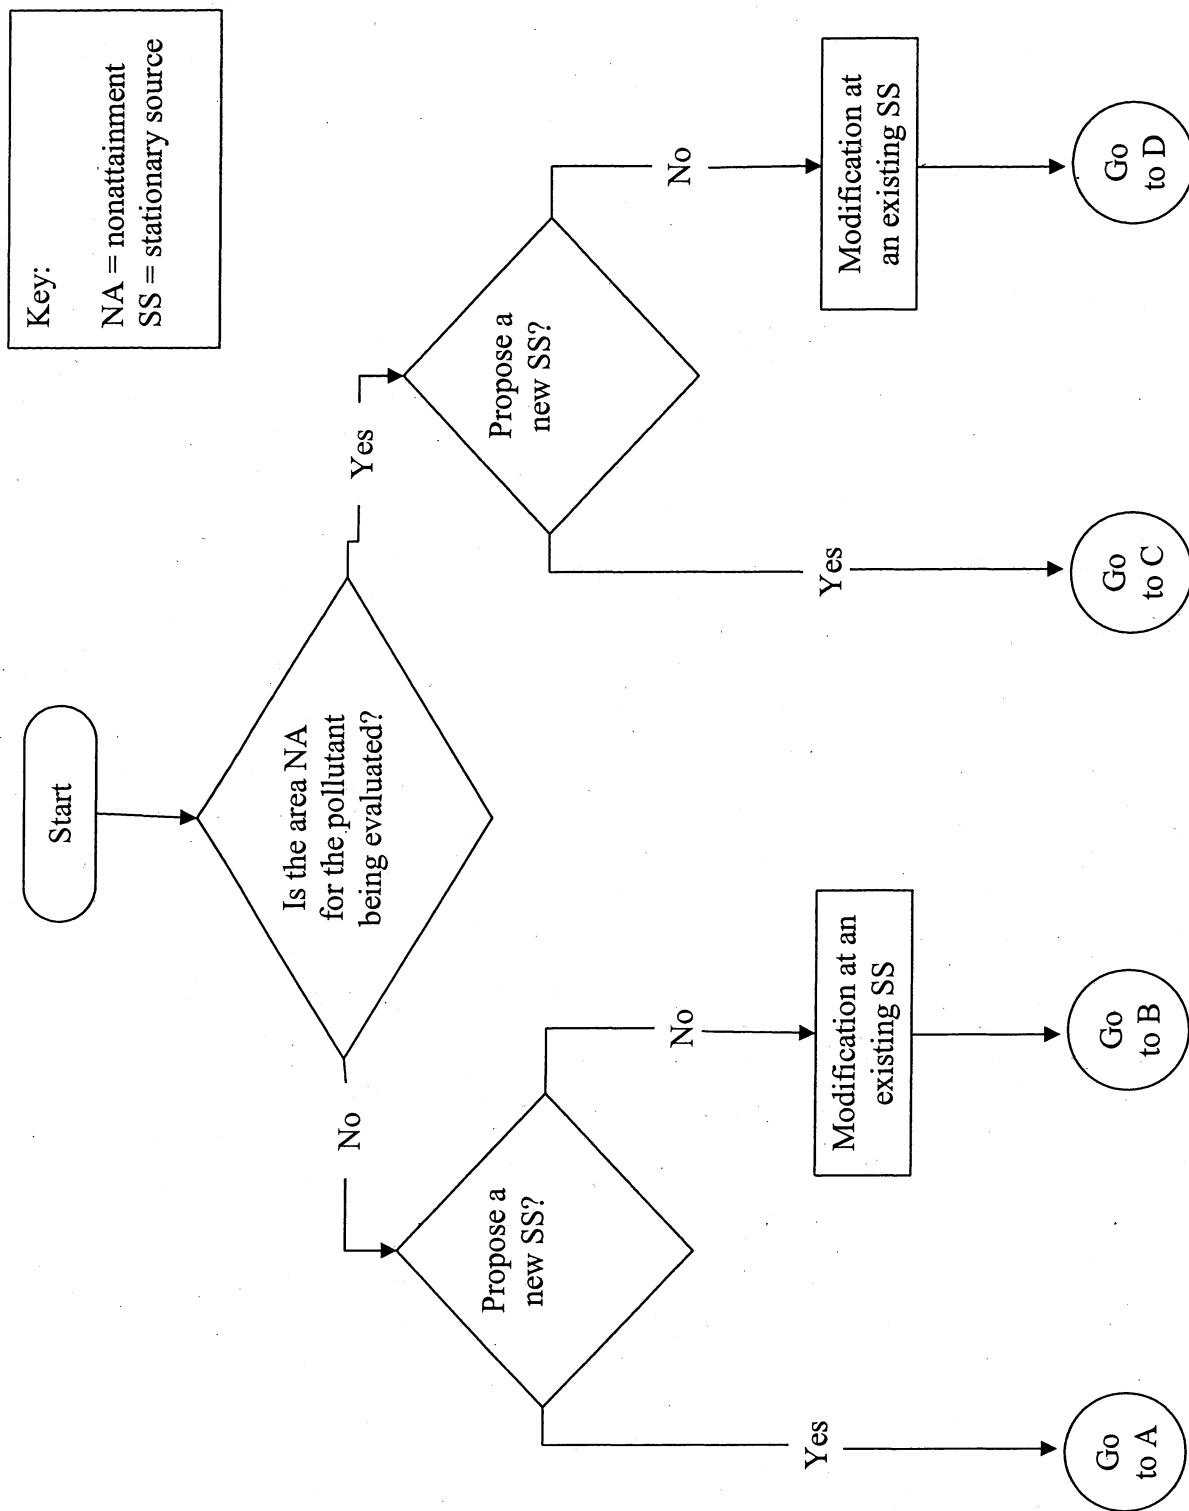 Key:
NA = nonattainment
SS = stationary source
Start
Is the area NA
for the pollutant
being evaluated?
No
Yes
Propose a
new SS?
Propose a
new SS?
Yes
No
Yes
No
Modification at an
existing SS
Modification at
an existing SS
Go
to A
Go
to B
Go
to C
Go
to D